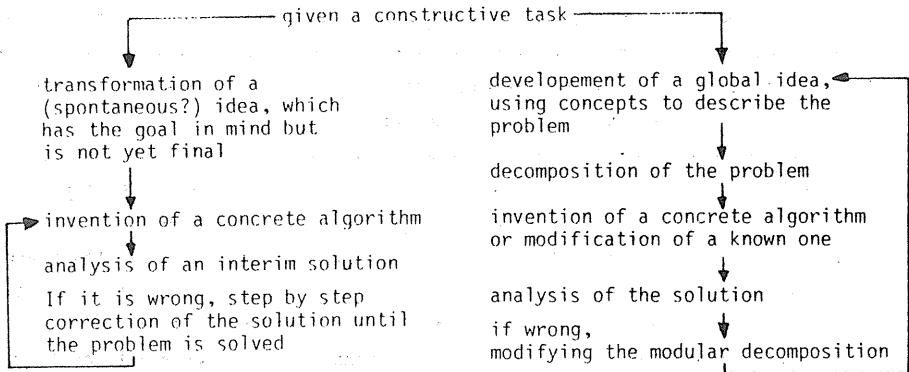 given a constructive task
transformation of a
(spontaneous?) idea, which
has the goal in mind but
is not yet final
invention of a concrete algorithm
analysis of an interim solution
If it is wrong, step by step
correction of the solution until
the problem is solved
developement of a global idea,
using concepts to describe the
problem
decomposition of the problem
invention of a concrete algorithm
or modification of a known one
analysis of the solution
if wrong,
modifying the modular decomposition